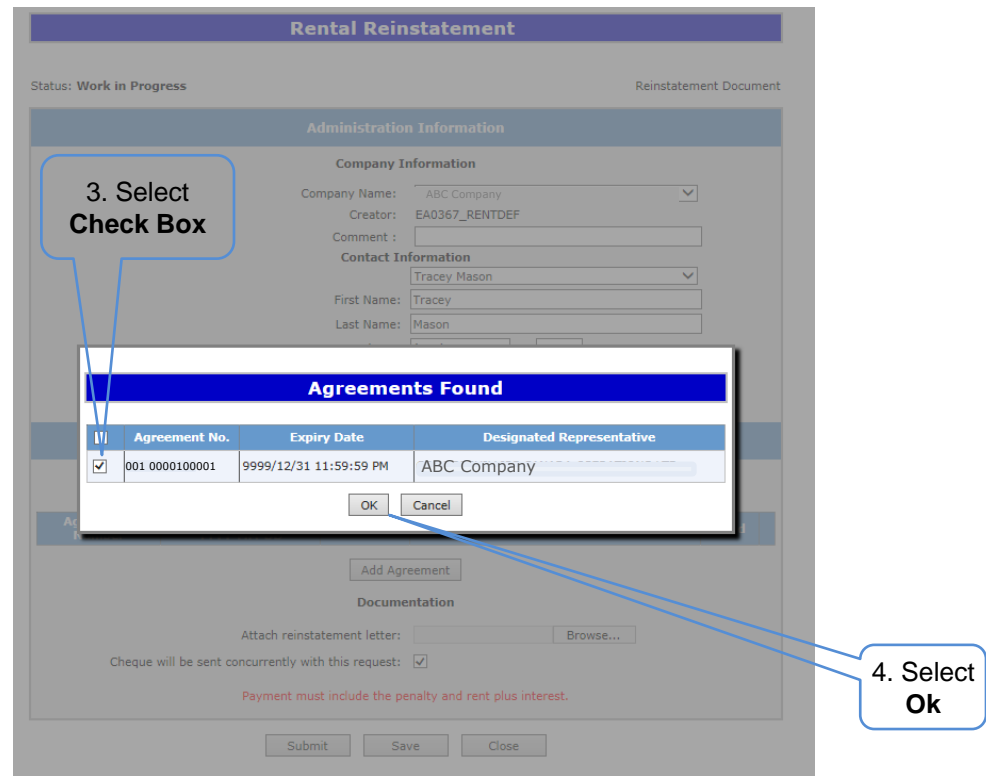 Rental Reinstatement
Status: Work in Progress
Reinstatement Document
Administration Information
Company Information
3. Select
Check Box
Company Name: ABC Company
Creator: EA0367_RENTDEF
Comment :
Contact Information
Tracey Mason
First Name: Tracey
Last Name: Mason
Agreements Found
Agreement No. Expiry Date Designated Representative
001 0000100001 9999/12/31 11:59:59 PM ABC Company
OK Cancel
Add Agreement
Documentation
Attach reinstatement letter: Browse...
Cheque will be sent concurrently with this request:
4. Select
Ok
Payment must include the penalty and rent plus interest.
Submit Save Close